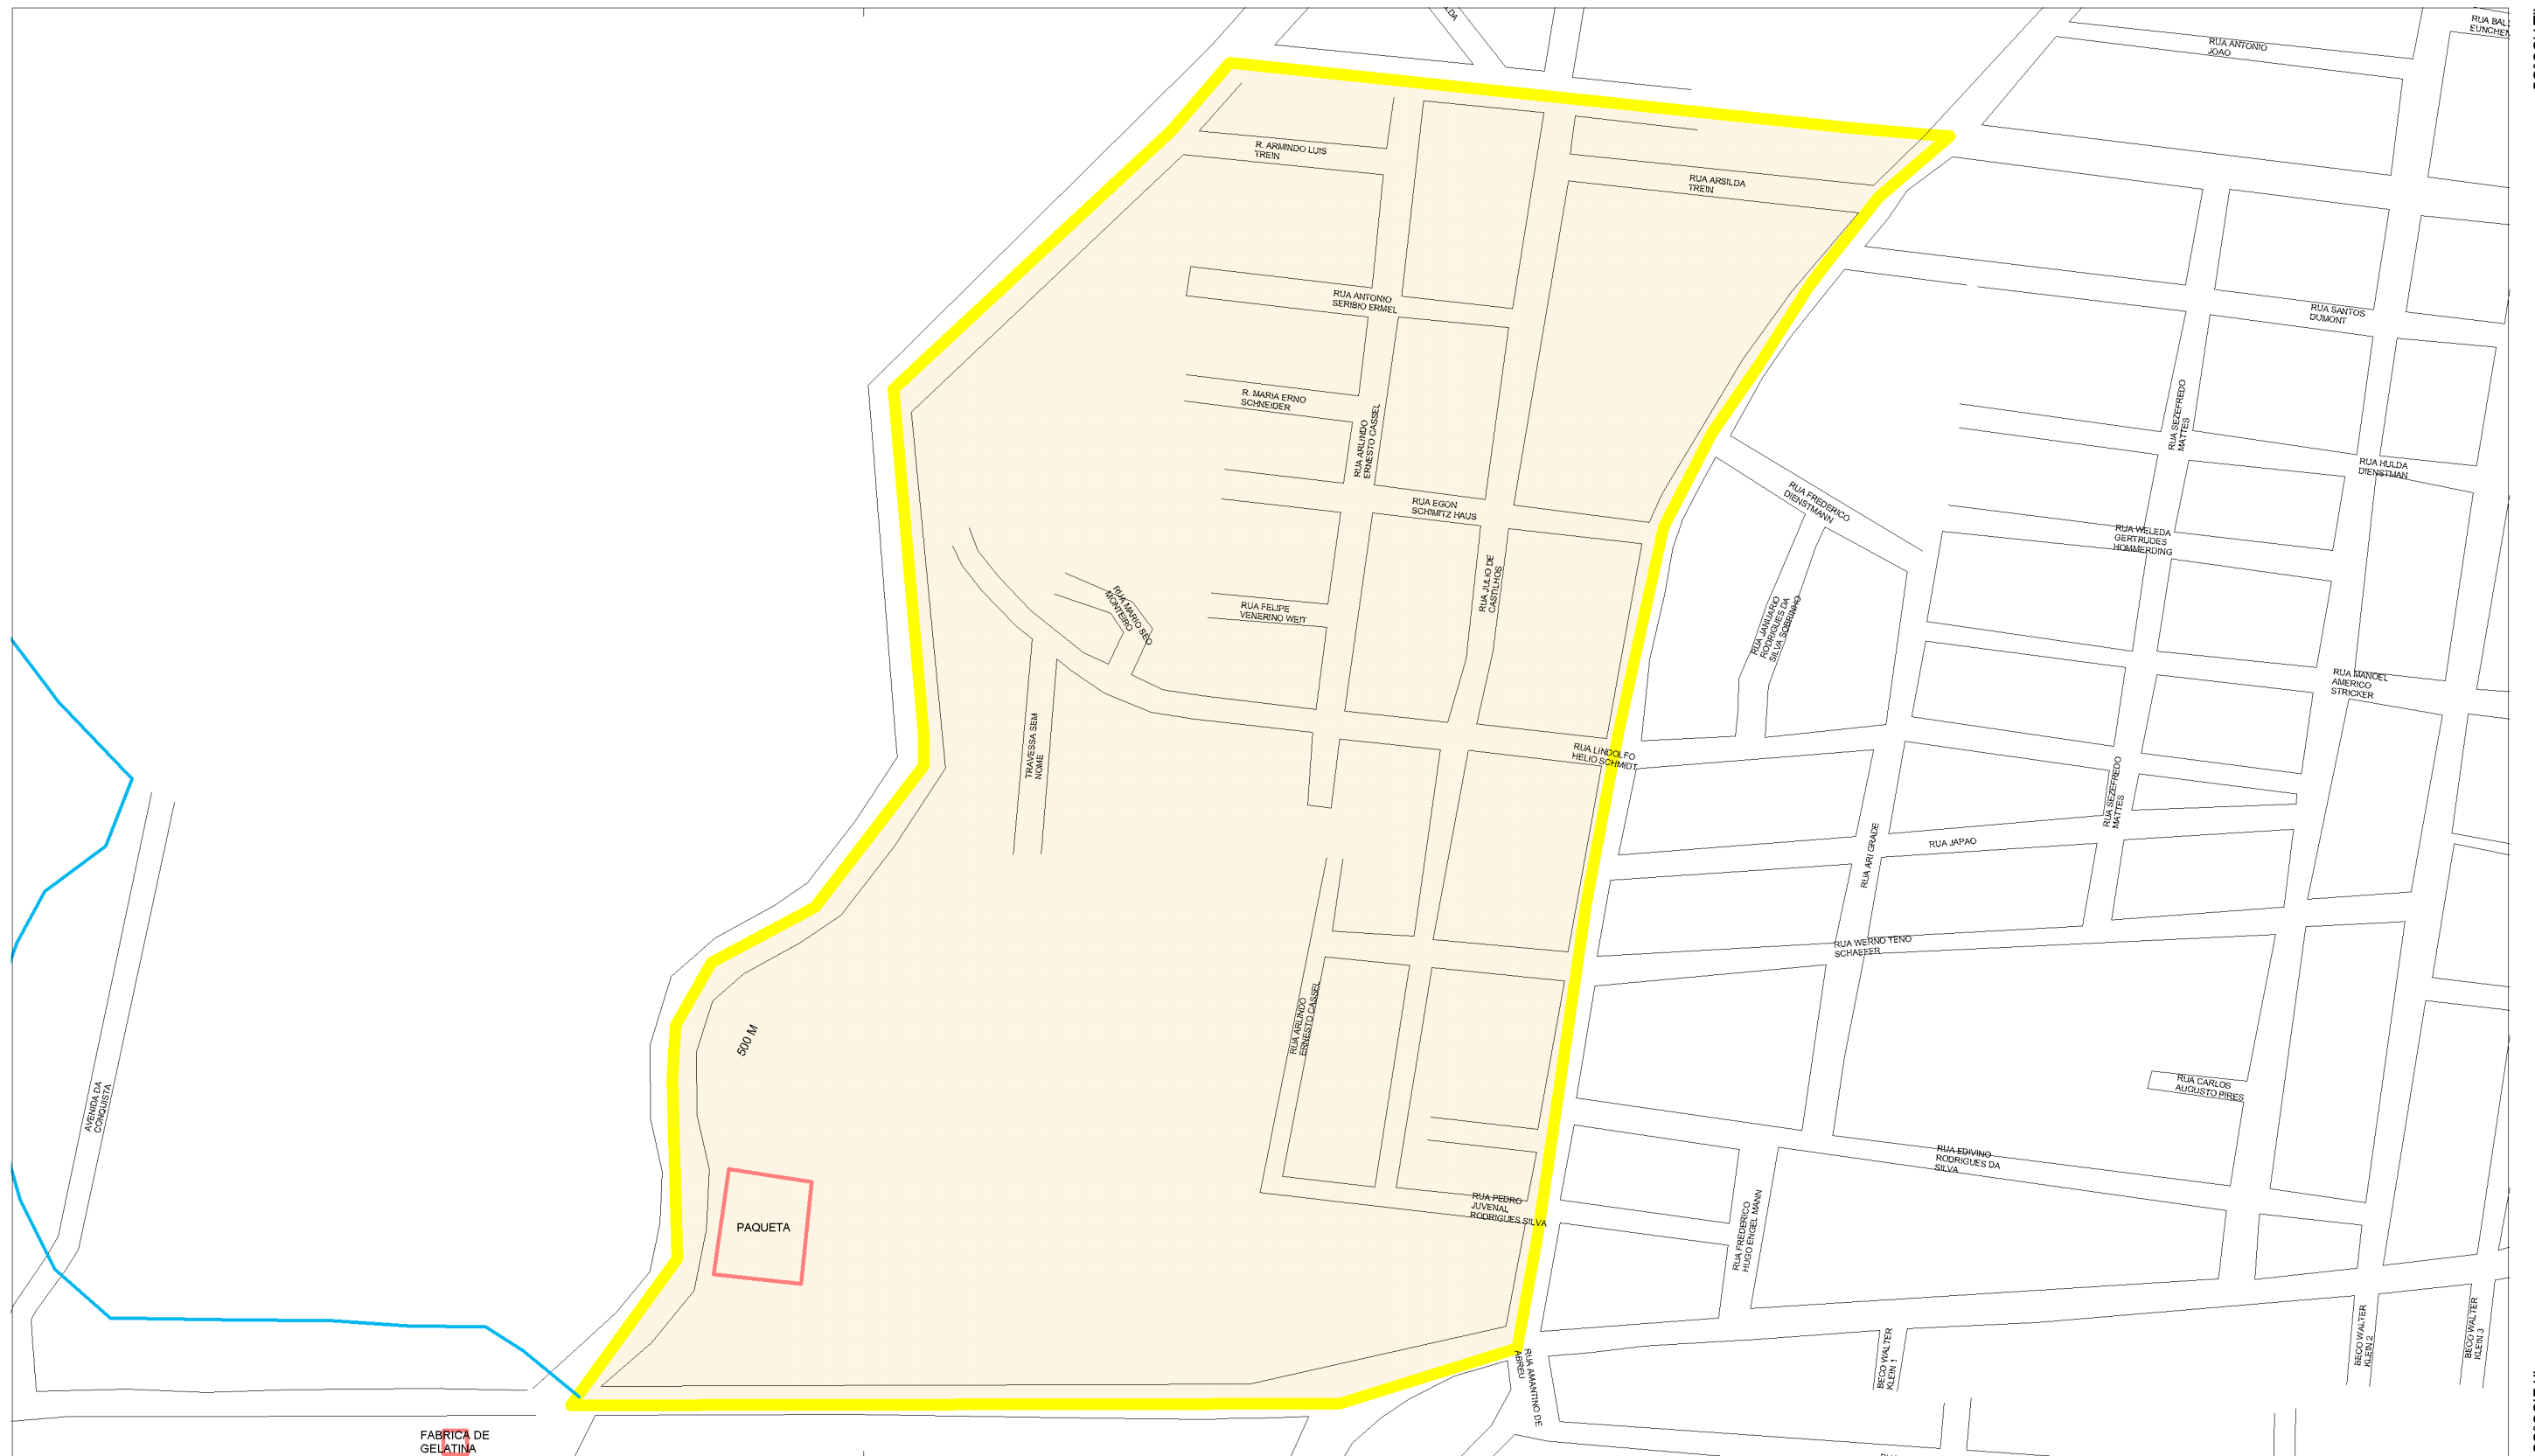 RUA ANTONIO
JOAO
R. ARMINDO LUIS
TREIN
RUA ARSILDA
TREIN
RUA ANTONIO
SERIBIO ERMEL
RUA SANTOS
DUMONT
R. MARIA ERNO
SCHNEIDER
RUA ARLINDO
ERNESTO CASSEL
RUA SEZEFREDO
MATTES
RUA HULDA
DIENSTMAN
RUA EGON
SCHIMITZ HAUS
RUA FREDERICO
DIENSTMANN
RUA WELEDA
GERTRUDES
HOMMERDING
RUA JULIO DE
CASTILHOS
RUA MARIO SEO
MONTEIRO
RUA FELIPE
VENERINO WEIT
RUA JANUARIO
RODRIGUES DA
SILVA SOBRINHO
RUA MANOEL
AMERICO
STRICKER
TRAVESSA SEM
NOME
RUA LINDOLFO
HELIO SCHMIDT
RUA SEZEFREDO
MATTES
RUA ARI GRADE
RUA JAPAO
RUA WERNO TENO
SCHAEFER
RUA ARLINDO
ERNESTO CASSEL
500 M
AVENIDA DA
CONQUISTA
RUA CARLOS
AUGUSTO PIRES
RUA EDIVINO
RODRIGUES DA
SILVA
PAQUETA
RUA PEDRO
JUVENAL
RODRIGUES SILVA
RUA FREDERICO
HUGO ENGEL MANN
RUA AMANTINO DE
ABREU
BECO WALTER
KLEIN 1
BECO WALTER
KLEIN 2
BECO WALTER
KLEIN 3
FABRICA DE
GELATINA